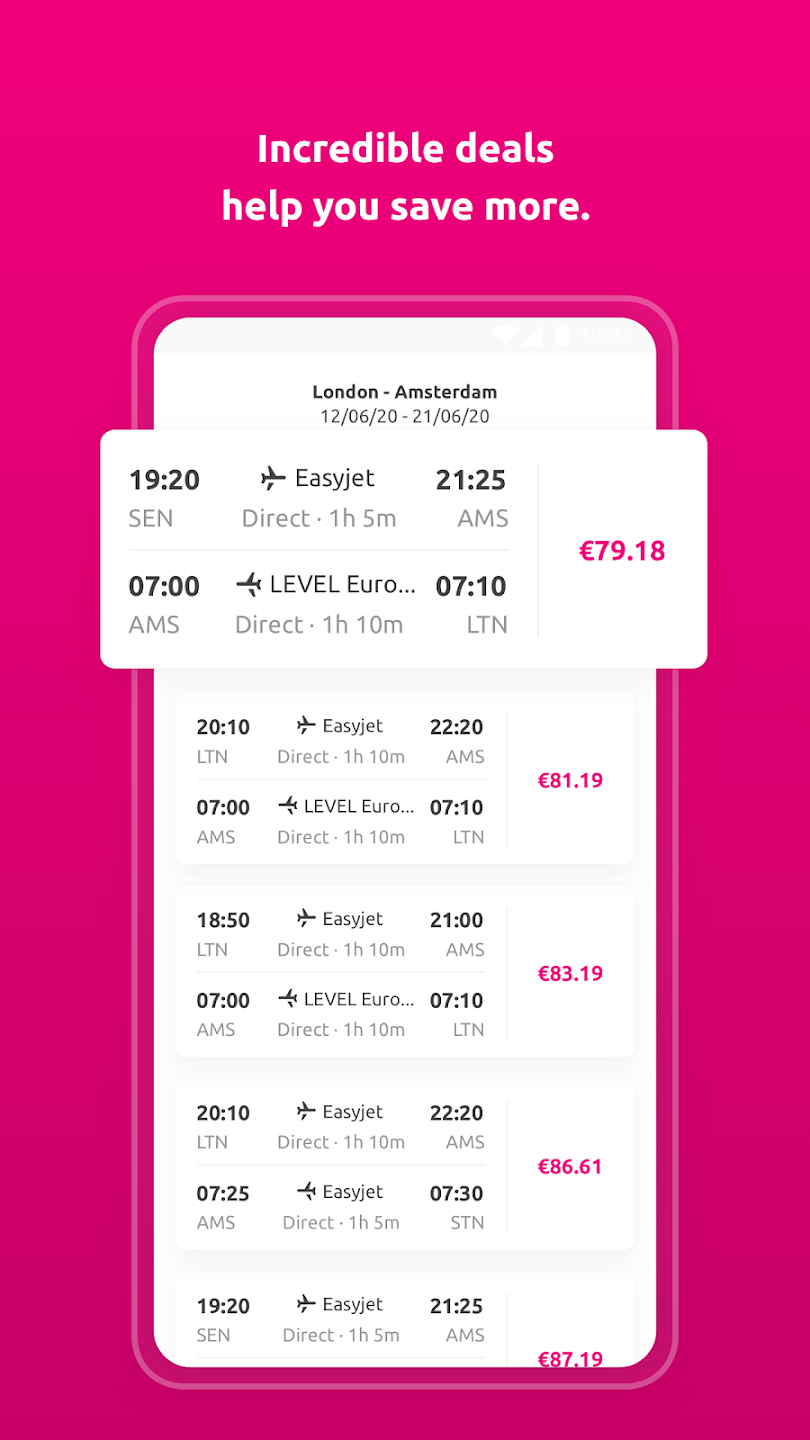 Incredible deals
help you save more.
10:27
London - Amsterdam
12/06/20 - 21/06/20
19:20 Easyjet 21:25
SEN Direct · 1h 5m AMS
€79.18
07:00 LEVEL Euro... 07:10
AMS Direct · 1h 10m LTN
20:10 Easyjet 22:20
LTN Direct · 1h 10m AMS
€81.19
07:00 LEVEL Euro... 07:10
AMS Direct · 1h 10m LTN
18:50 Easyjet 21:00
LTN Direct · 1h 10m AMS
€83.19
07:00 LEVEL Euro... 07:10
AMS Direct · 1h 10m LTN
20:10 Easyjet 22:20
LTN Direct · 1h 10m AMS
€86.61
07:25 Easyjet 07:30
AMS Direct · 1h 5m STN
19:20 Easyjet 21:25
SEN Direct · 1h 5m AMS
€87.19